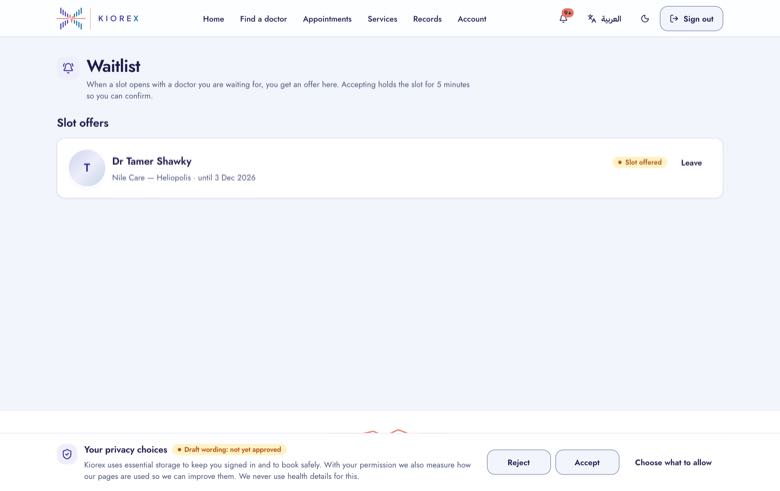 KIOREX
Home Find a doctor Appointments Services Records Account
9+
العربية
Sign out
Waitlist
When a slot opens with a doctor you are waiting for, you get an offer here. Accepting holds the slot for 5 minutes
so you can confirm.
Slot offers
T
Dr Tamer Shawky
Nile Care — Heliopolis · until 3 Dec 2026
Slot offered
Leave
Your privacy choices
Draft wording: not yet approved
Kiorex uses essential storage to keep you signed in and to book safely. With your permission we also measure how
our pages are used so we can improve them. We never use health details for this.
Reject
Accept
Choose what to allow